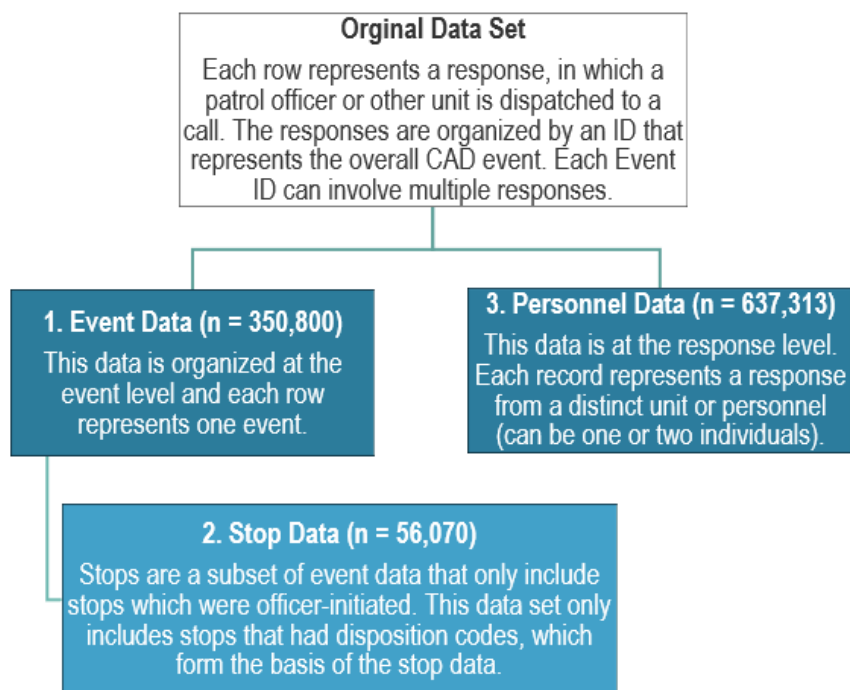 Orginal Data Set
Each row represents a response, in which a
patrol officer or other unit is dispatched to a
call. The responses are organized by an ID that
represents the overall CAD event. Each Event
ID can involve multiple responses.
1. Event Data (n = 350,800)
This data is organized at the
event level and each row
represents one event.
3. Personnel Data (n = 637,313)
This data is at the response level.
Each record represents a response
from a distinct unit or personnel
(can be one or two individuals).
2. Stop Data (n = 56,070)
Stops are a subset of event data that only include
stops which were officer-initiated. This data set only
includes stops that had disposition codes, which
form the basis of the stop data.